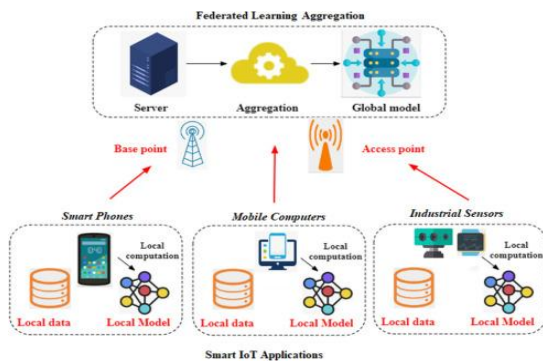 Federated Learning Aggregation
Server
Aggregation
Global model
Base point
Access point
Smart Phones
Local
computation
Local data
Local Model
Mobile Computers
Local
computation
Local data
Local Model
Industrial Sensors
Local
computation
Local data
Local Model
Smart IoT Applications